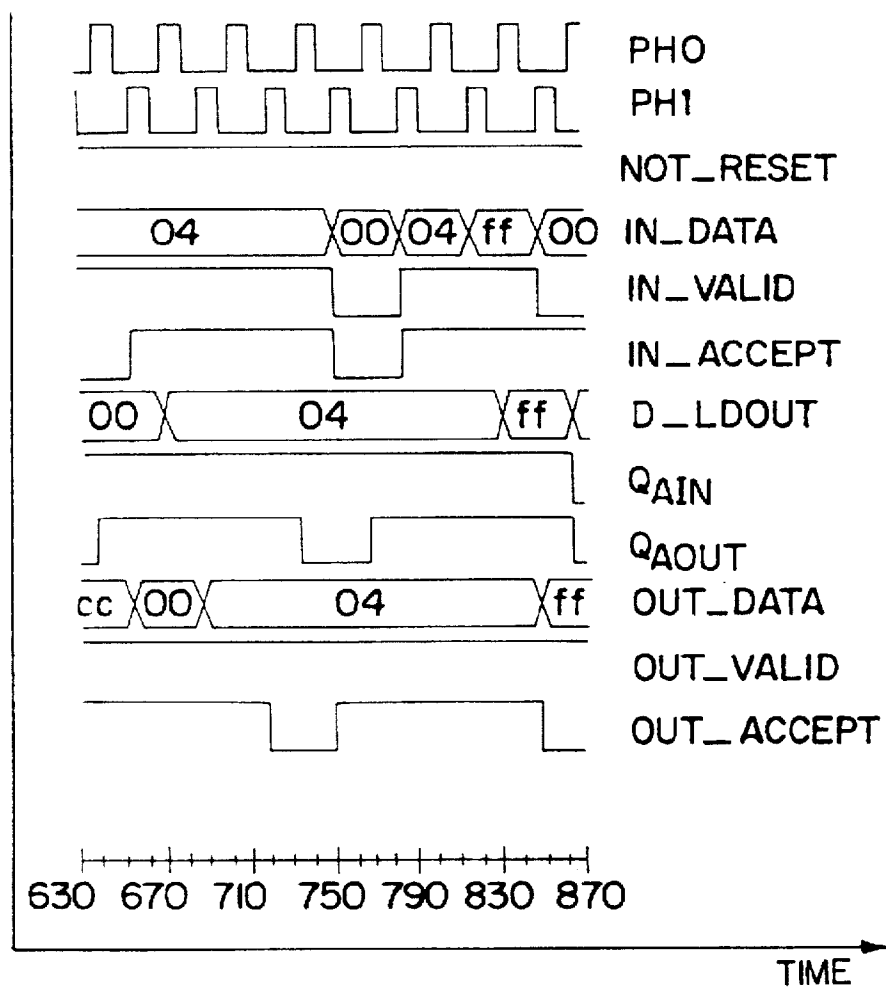 PH0
PH1
NOT_RESET
04 00 04 ff 00 IN_DATA
IN_VALID
IN_ACCEPT
00 04 ff D_LDOUT
QAIN
QAOUT
cc 00 04 ff OUT_DATA
OUT_VALID
OUT_ACCEPT
630 670 710 750 790 830 870
TIME